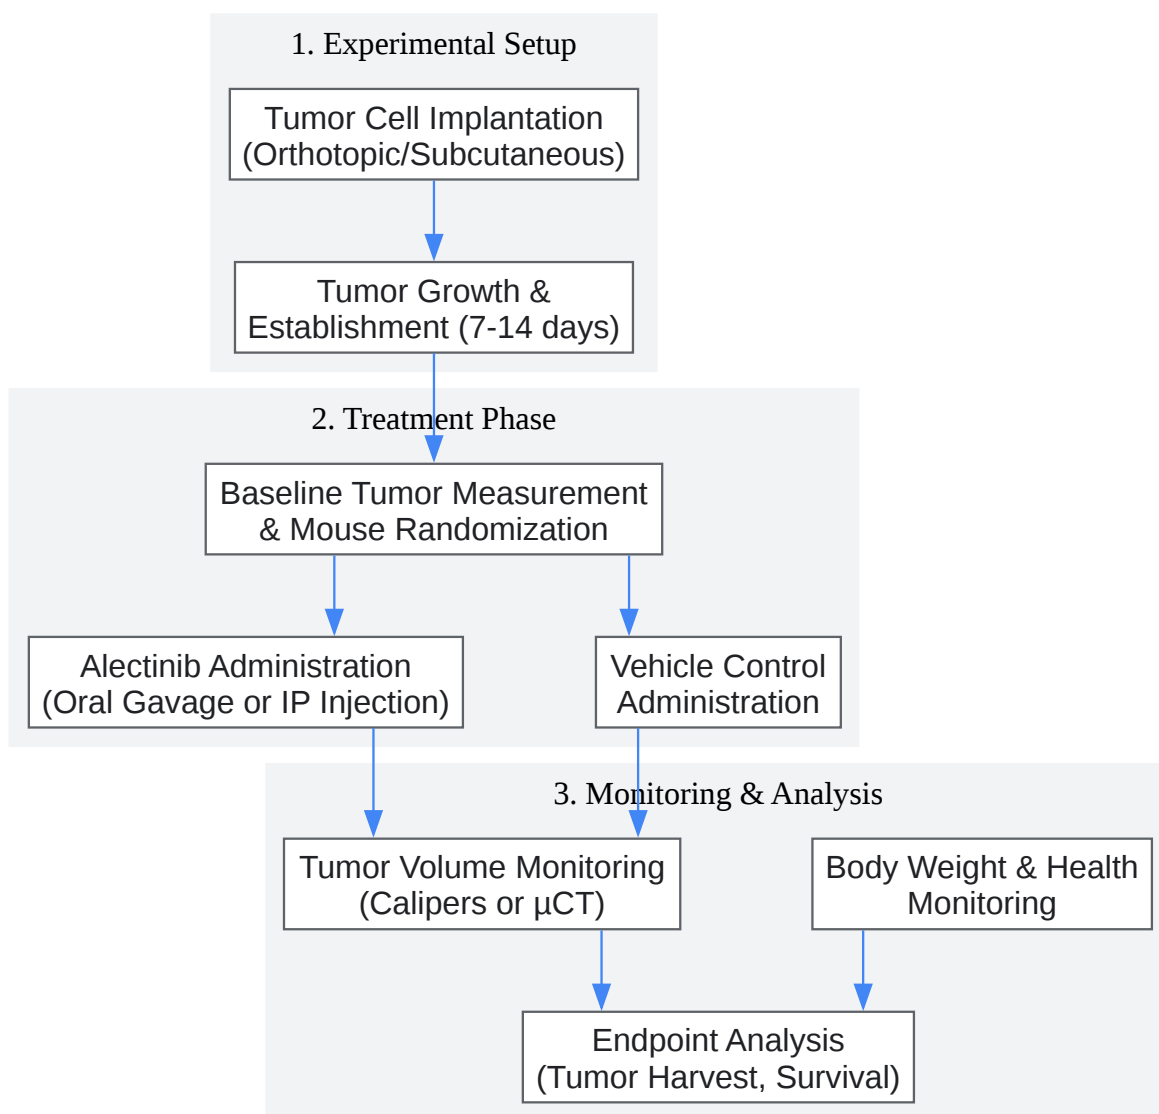 1. Experimental Setup
Tumor Cell Implantation
(Orthotopic/Subcutaneous)
Tumor Growth &
Establishment (7-14 days)
2. Treatment Phase
Baseline Tumor Measurement
& Mouse Randomization
Alectinib Administration
(Oral Gavage or IP Injection)
Vehicle Control
Administration
3. Monitoring & Analysis
Tumor Volume Monitoring
(Calipers or µCT)
Body Weight & Health
Monitoring
Endpoint Analysis
(Tumor Harvest, Survival)